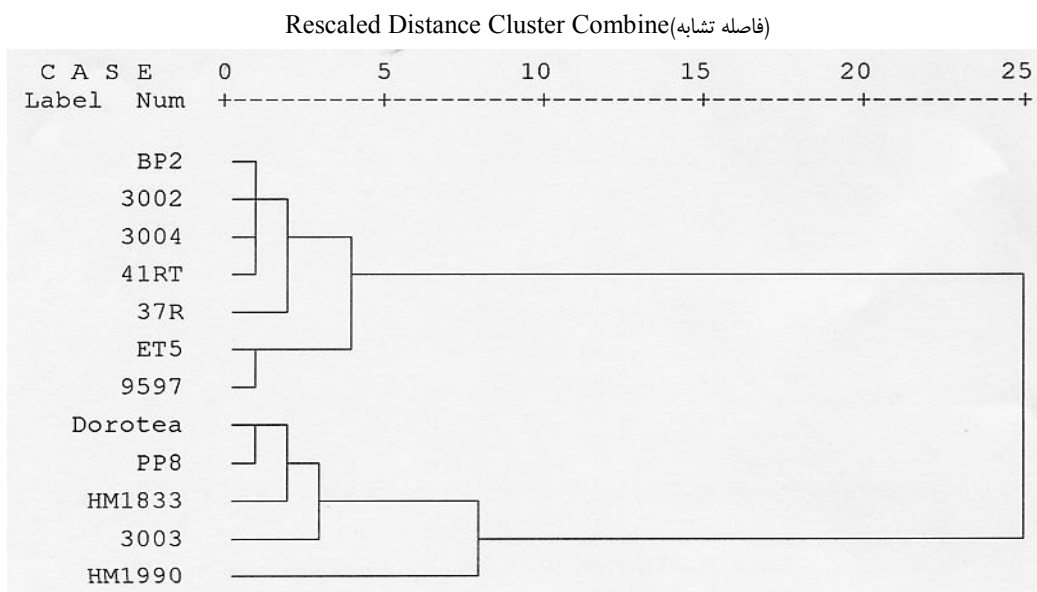 Rescaled Distance Cluster Combine(فاصله تشابه)
C A S E 0 5 10 15 20 25
Label Num +---------+---------+---------+---------+---------+
BP2
3002
3004
41RT
37R
ET5
9597
Dorotea
PP8
HM1833
3003
HM1990